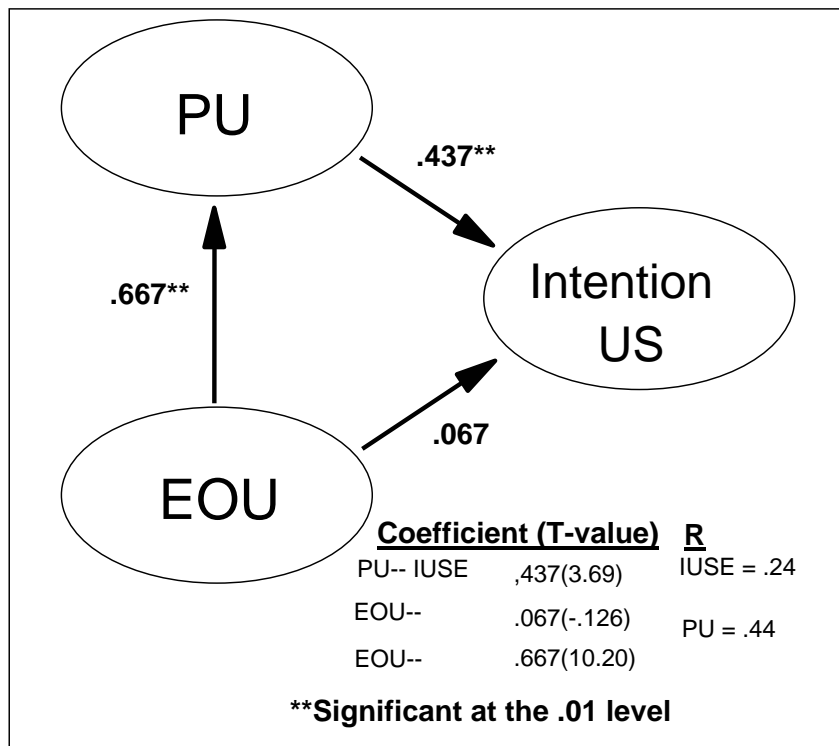 PU
.437**
Intention
US
.667**
.067
EOU
Coefficient (T-value) R
PU-- IUSE ,437(3.69) IUSE = .24
EOU-- .067(-.126)
PU = .44
EOU-- .667(10.20)
**Significant at the .01 level